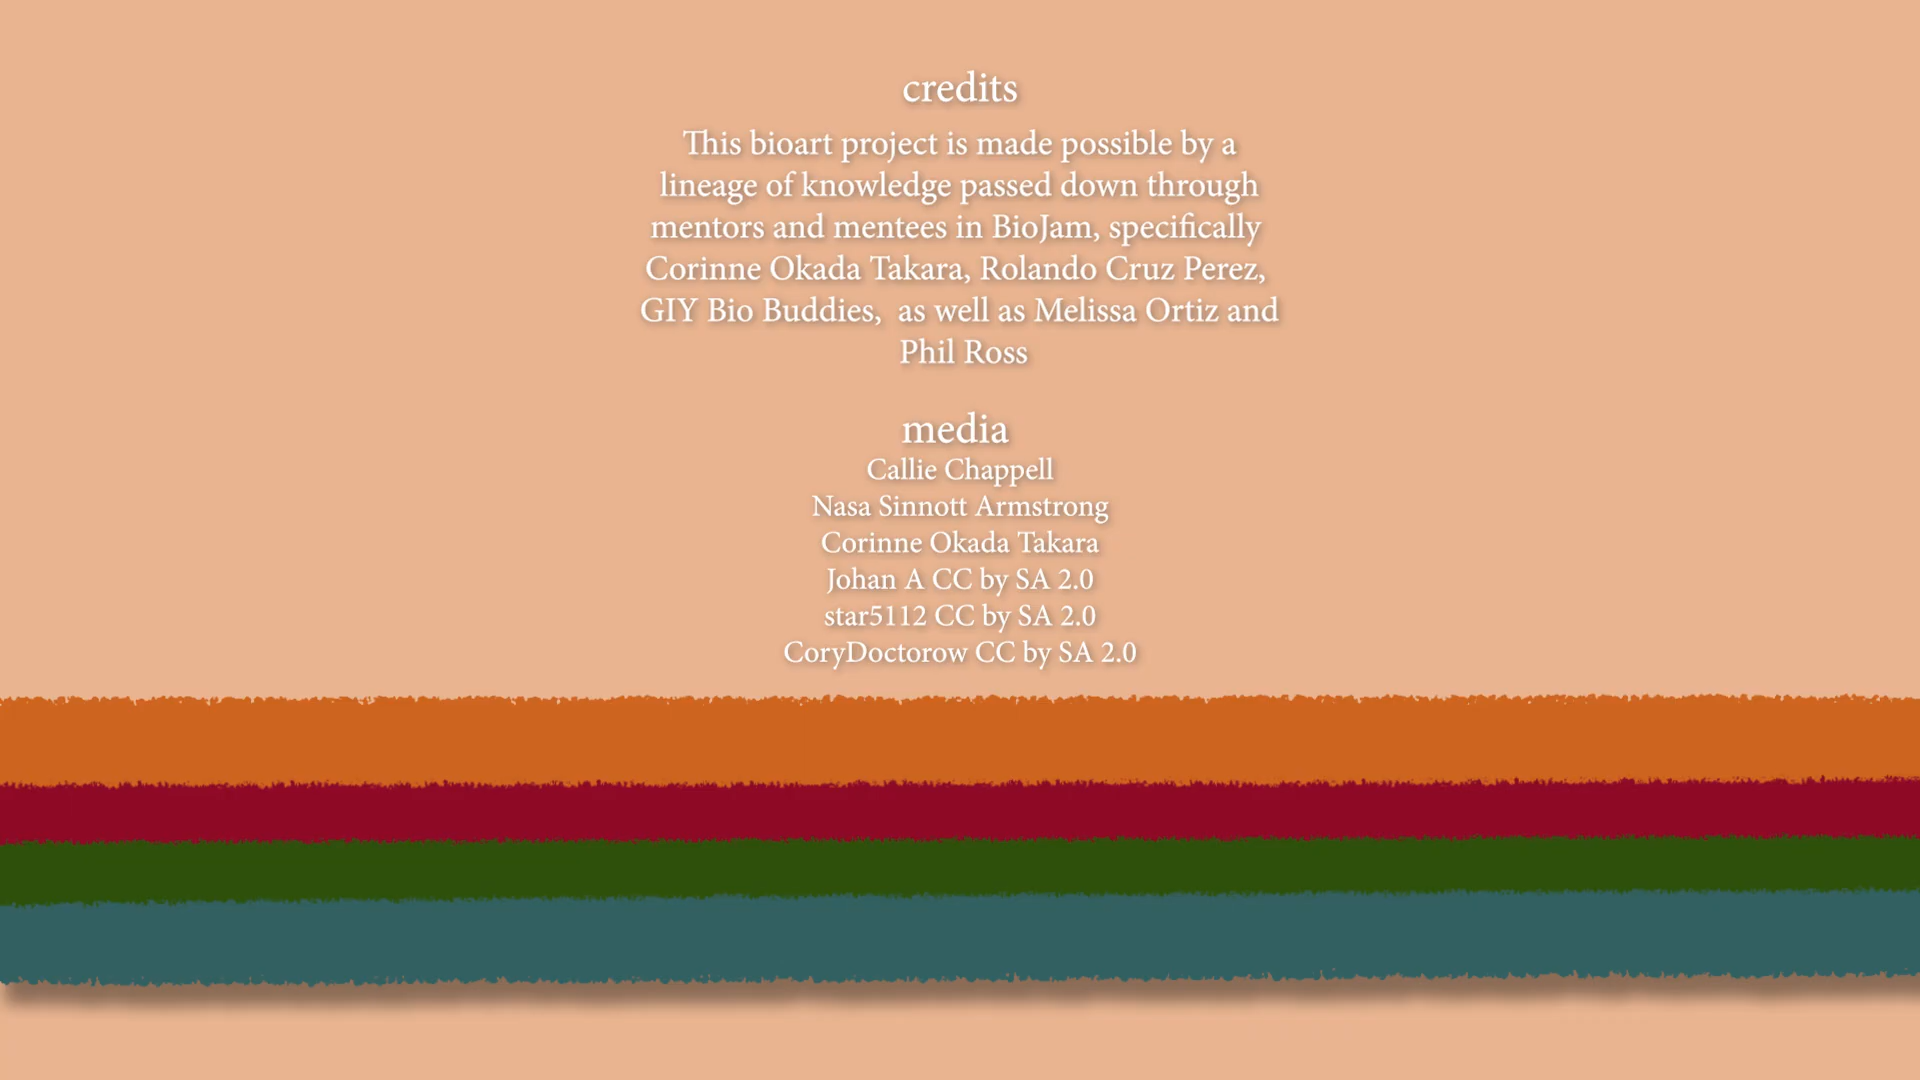 credits
This bioart project is made possible by a
lineage of knowledge passed down through
mentors and mentees in BioJam, specifically
Corinne Okada Takara, Rolando Cruz Perez,
GIY Bio Buddies,  as well as Melissa Ortiz and
Phil Ross
media
Callie Chappell
Nasa Sinnott Armstrong
Corinne Okada Takara
Johan A CC by SA 2.0
star5112 CC by SA 2.0
CoryDoctorow CC by SA 2.0